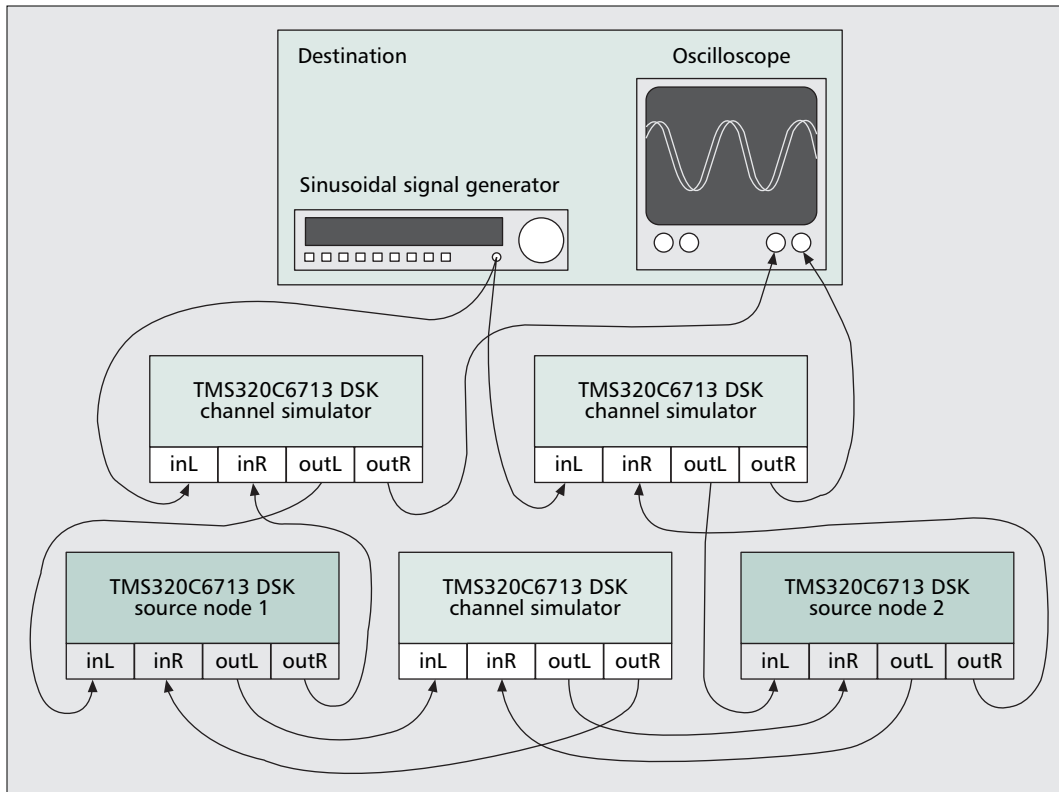 Destination
Oscilloscope
Sinusoidal signal generator
TMS320C6713 DSK
channel simulator
inL inR outL outR
TMS320C6713 DSK
channel simulator
inL inR outL outR
TMS320C6713 DSK
source node 1
inL inR outL outR
TMS320C6713 DSK
channel simulator
inL inR outL outR
TMS320C6713 DSK
source node 2
inL inR outL outR